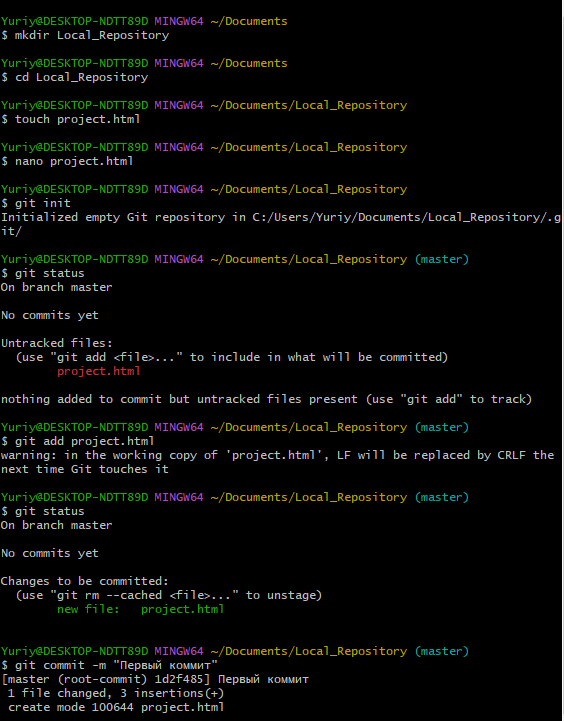 Yuriy@DESKTOP-NDTT89D MINGW64 ~/Documents
$ mkdir Local_Repository
Yuriy@DESKTOP-NDTT89D MINGW64 ~/Documents
$ cd Local_Repository
Yuriy@DESKTOP-NDTT89D MINGW64 ~/Documents/Local_Repository
$ touch project.html
Yuriy@DESKTOP-NDTT89D MINGW64 ~/Documents/Local_Repository
$ nano project.html
Yuriy@DESKTOP-NDTT89D MINGW64 ~/Documents/Local_Repository
$ git init
Initialized empty Git repository in C:/Users/Yuriy/Documents/Local_Repository/.g
it/
Yuriy@DESKTOP-NDTT89D MINGW64 ~/Documents/Local_Repository (master)
$ git status
On branch master
No commits yet
Untracked files:
  (use "git add <file>..." to include in what will be committed)
        project.html
nothing added to commit but untracked files present (use "git add" to track)
Yuriy@DESKTOP-NDTT89D MINGW64 ~/Documents/Local_Repository (master)
$ git add project.html
warning: in the working copy of 'project.html', LF will be replaced by CRLF the
next time Git touches it
Yuriy@DESKTOP-NDTT89D MINGW64 ~/Documents/Local_Repository (master)
$ git status
On branch master
No commits yet
Changes to be committed:
  (use "git rm --cached <file>..." to unstage)
        new file:   project.html
Yuriy@DESKTOP-NDTT89D MINGW64 ~/Documents/Local_Repository (master)
$ git commit -m "Первый коммит"
[master (root-commit) 1d2f485] Первый коммит
 1 file changed, 3 insertions(+)
 create mode 100644 project.html